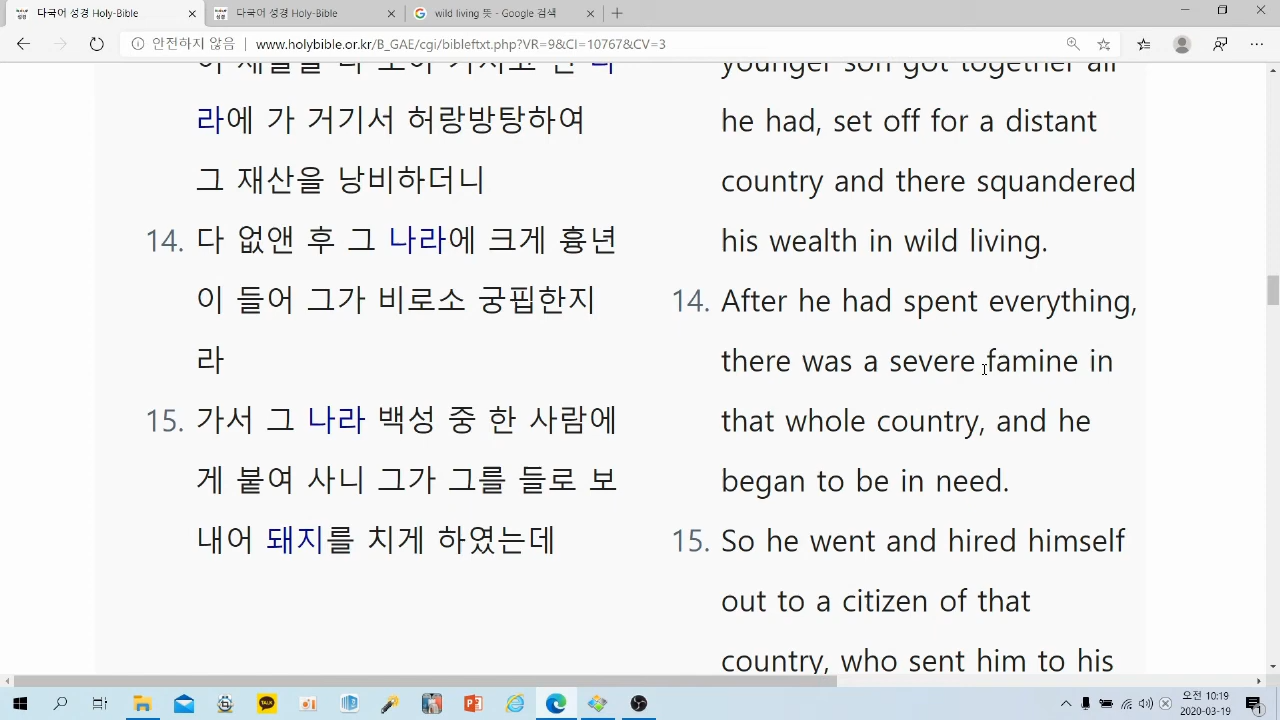 다국어 성경 Holy-Bible
다국어 성경 Holy-Bible
wild living 뜻 - Google 검색
안전하지 않음
www.holybible.or.kr/B_GAE/cgi/bibleftxt.php?VR=9&CI=10767&CV=3
라에 가 거기서 허랑방탕하여
그 재산을 낭비하더니
14. 다 없앤 후 그 나라에 크게 흉년
이 들어 그가 비로소 궁핍한지
라
15. 가서 그 나라 백성 중 한 사람에
게 붙여 사니 그가 그를 들로 보
내어 돼지를 치게 하였는데
younger son got together all
he had, set off for a distant
country and there squandered
his wealth in wild living.
14. After he had spent everything,
there was a severe famine in
that whole country, and he
began to be in need.
15. So he went and hired himself
out to a citizen of that
country, who sent him to his
오전 10:19
2020-03-19